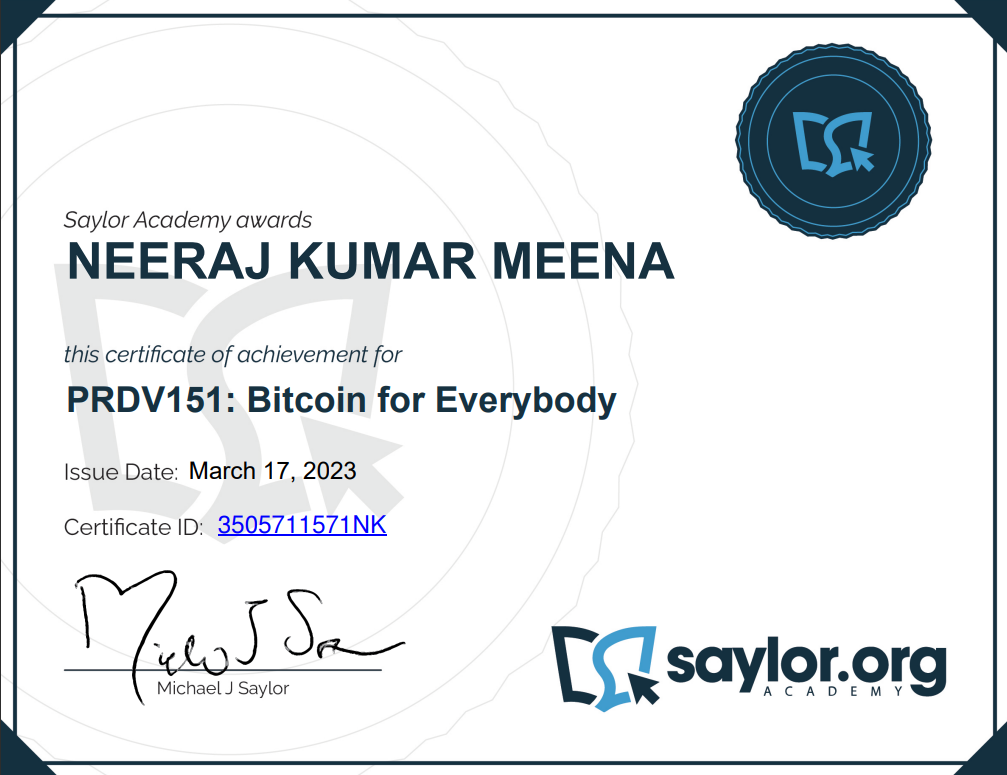 Saylor Academy awards
NEERAJ KUMAR MEENA
this certificate of achievement for
PRDV151: Bitcoin for Everybody
Issue Date: March 17, 2023
Certificate ID: 3505711571NK
Michael J Saylor
saylor.org
ACADEMY